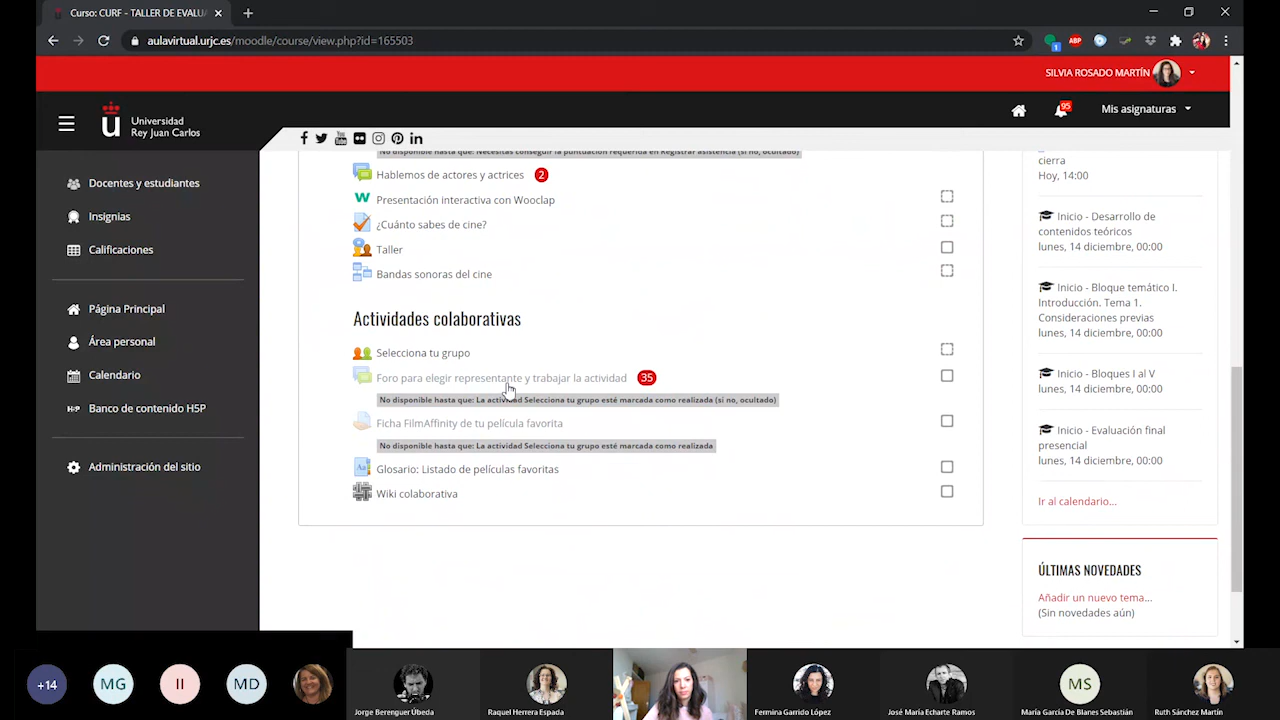 Curso: CURF - TALLER DE EVALUA
aulavirtual.urjc.es/moodle/course/view.php?id=165503
1
ABP
SILVIA ROSADO MARTÍN
u
Universidad
Rey Juan Carlos
95
Mis asignaturas
You
Tube
Docentes y estudiantes
Insignias
Calificaciones
Página Principal
Área personal
Calendario
H-P
Banco de contenido H5P
Administración del sitio
No disponible hasta que: Necesitas conseguir la puntuación requerida en Registrar asistencia (si no, ocultado)
Hablemos de actores y actrices
2
W
Presentación interactiva con Wooclap
¿Cuánto sabes de cine?
Taller
Bandas sonoras del cine
Actividades colaborativas
Selecciona tu grupo
Foro para elegir representante y trabajar la actividad
35
No disponible hasta que: La actividad Selecciona tu grupo esté marcada como realizada (si no, ocultado)
Ficha FilmAffinity de tu película favorita
No disponible hasta que: La actividad Selecciona tu grupo esté marcada como realizada
Aa
Glosario: Listado de películas favoritas
Wiki colaborativa
cierra
Hoy, 14:00
Inicio - Desarrollo de
contenidos teóricos
lunes, 14 diciembre, 00:00
Inicio - Bloque temático I.
Introducción. Tema 1.
Consideraciones previas
lunes, 14 diciembre, 00:00
Inicio - Bloques I al V
lunes, 14 diciembre, 00:00
Inicio - Evaluación final
presencial
lunes, 14 diciembre, 00:00
Ir al calendario...
ÚLTIMAS NOVEDADES
Añadir un nuevo tema...
(Sin novedades aún)
+14
MG
II
MD
Jorge Berenguer Úbeda
Raquel Herrera Espada
Fermina Garrido López
José María Echarte Ramos
MS
María García De Blanes Sebastián
Ruth Sánchez Martín